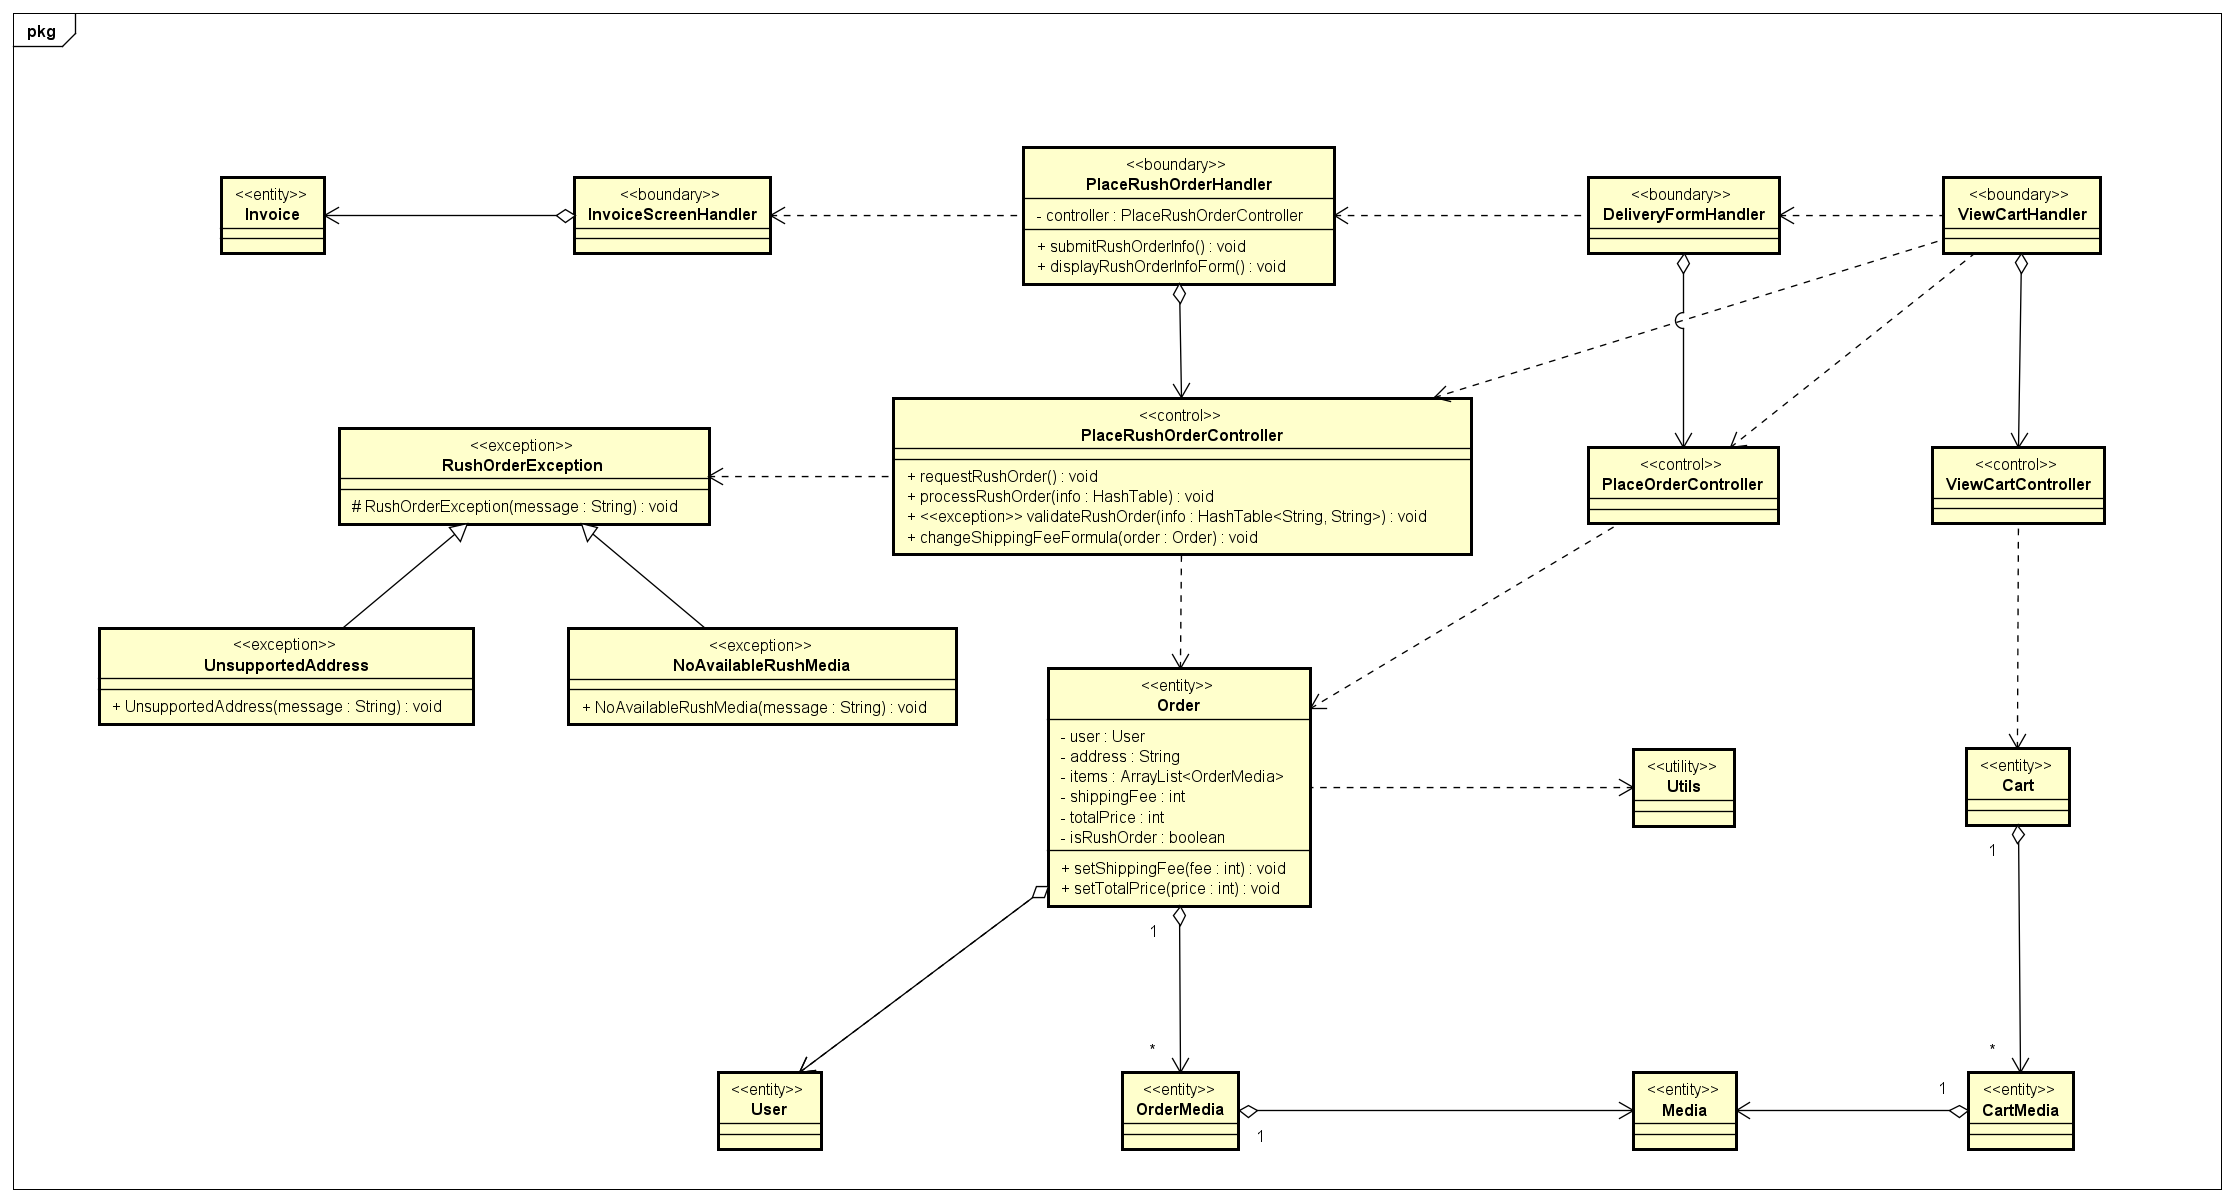 pkg
<<entity>>
Invoice
<<boundary>>
InvoiceScreenHandler
<<boundary>>
PlaceRushOrderHandler
- controller : PlaceRushOrderController
+ submitRushOrderInfo() : void
+ displayRushOrderInfoForm() : void
<<boundary>>
DeliveryFormHandler
<<boundary>>
ViewCartHandler
<<exception>>
RushOrderException
# RushOrderException(message : String) : void
<<control>>
PlaceRushOrderController
+ requestRushOrder() : void
+ processRushOrder(info : HashTable) : void
+ <<exception>> validateRushOrder(info : HashTable<String, String>) : void
+ changeShippingFeeFormula(order : Order) : void
<<control>>
PlaceOrderController
<<control>>
ViewCartController
<<exception>>
UnsupportedAddress
+ UnsupportedAddress(message : String) : void
<<exception>>
NoAvailableRushMedia
+ NoAvailableRushMedia(message : String) : void
<<entity>>
Order
- user : User
- address : String
- items : ArrayList<OrderMedia>
- shippingFee : int
- totalPrice : int
- isRushOrder : boolean
+ setShippingFee(fee : int) : void
+ setTotalPrice(price : int) : void
<<utility>>
Utils
<<entity>>
Cart
1
1
*
*
<<entity>>
User
<<entity>>
OrderMedia
1
<<entity>>
Media
1
<<entity>>
CartMedia